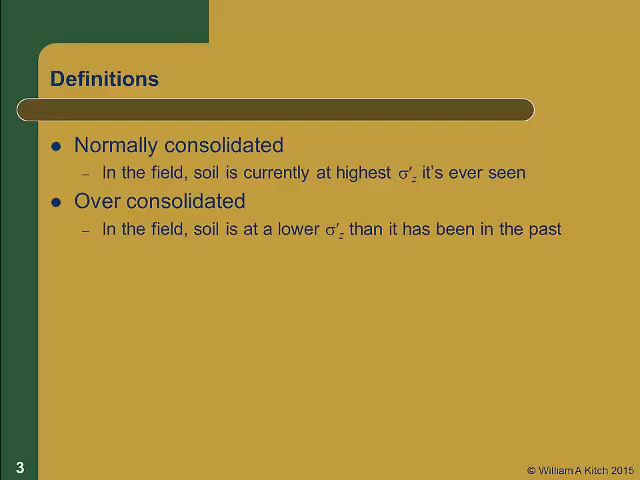 Definitions
● Normally consolidated
– In the field, soil is currently at highest σ′z it's ever seen
● Over consolidated
– In the field, soil is at a lower σ′z than it has been in the past
3
© William A Kitch 2015